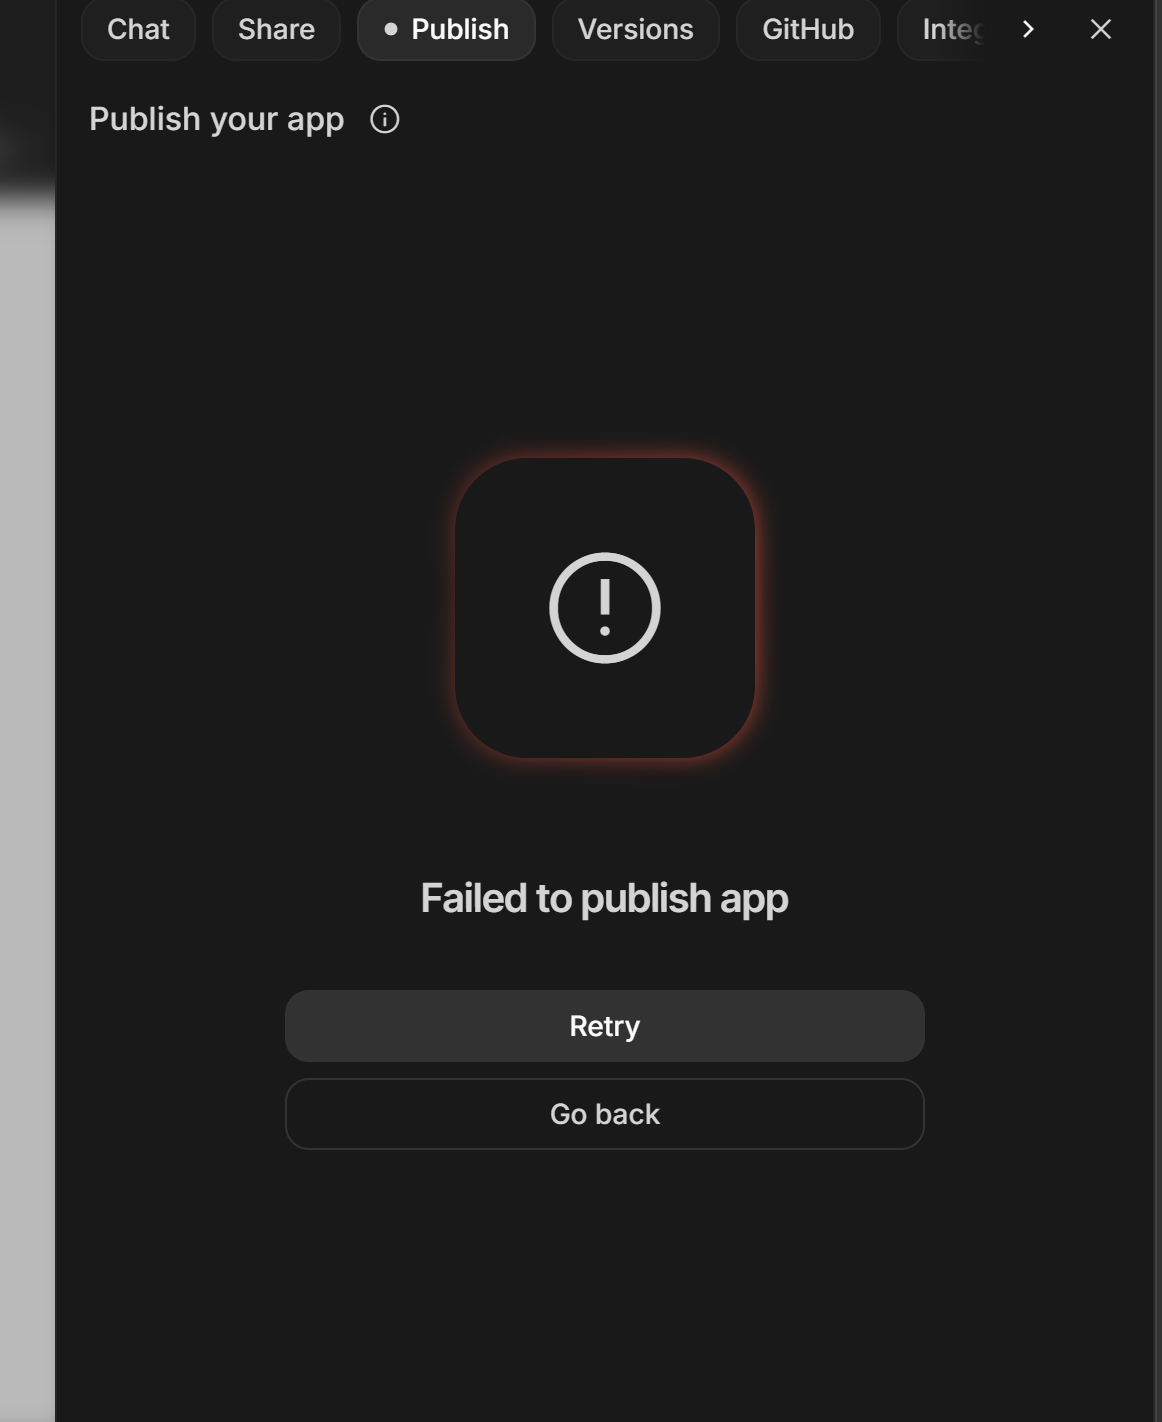 Chat
Share
Publish
Versions
GitHub
Publish your app
Failed to publish app
Retry
Go back